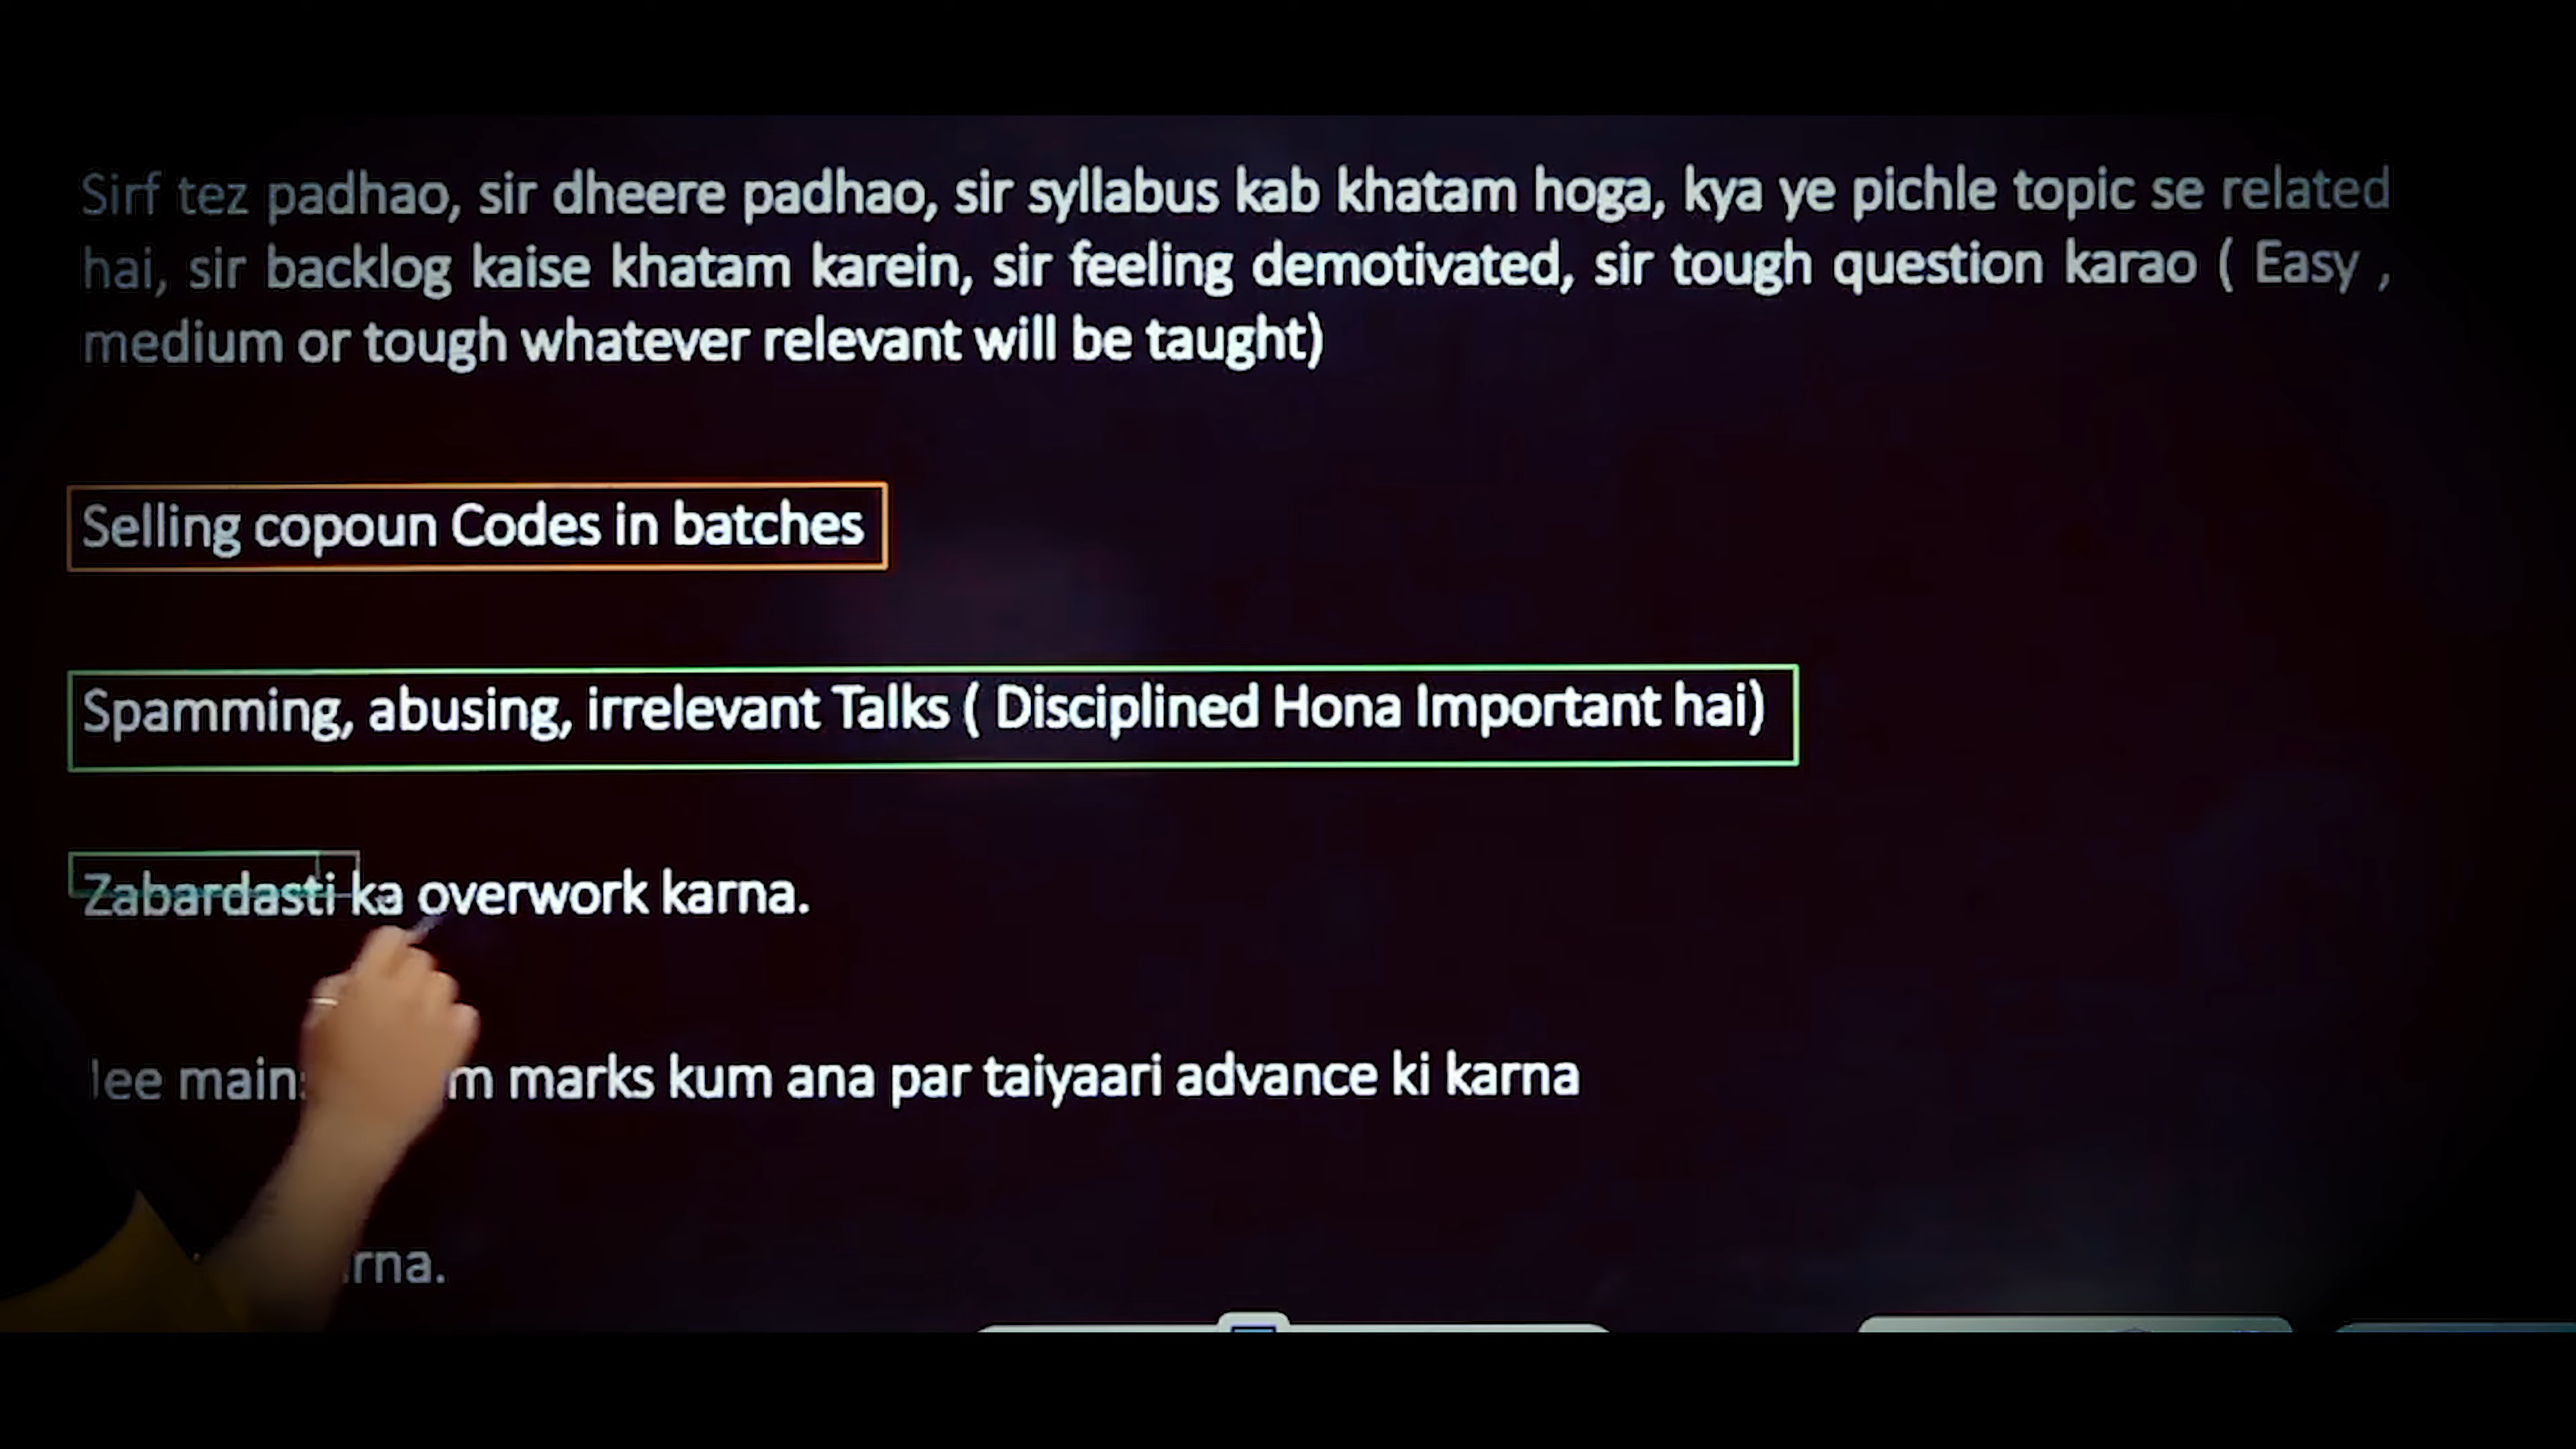 Sirf tez padhao, sir dheere padhao, sir syllabus kab khatam hoga, kya ye pichle topic se related
hai, sir backlog kaise khatam karein, sir feeling demotivated, sir tough question karao ( Easy ,
medium or tough whatever relevant will be taught)
Selling copoun Codes in batches
Spamming, abusing, irrelevant Talks ( Disciplined Hona Important hai)
Zabardasti ka overwork karna.
marks kum ana par taiyaari advance ki karna